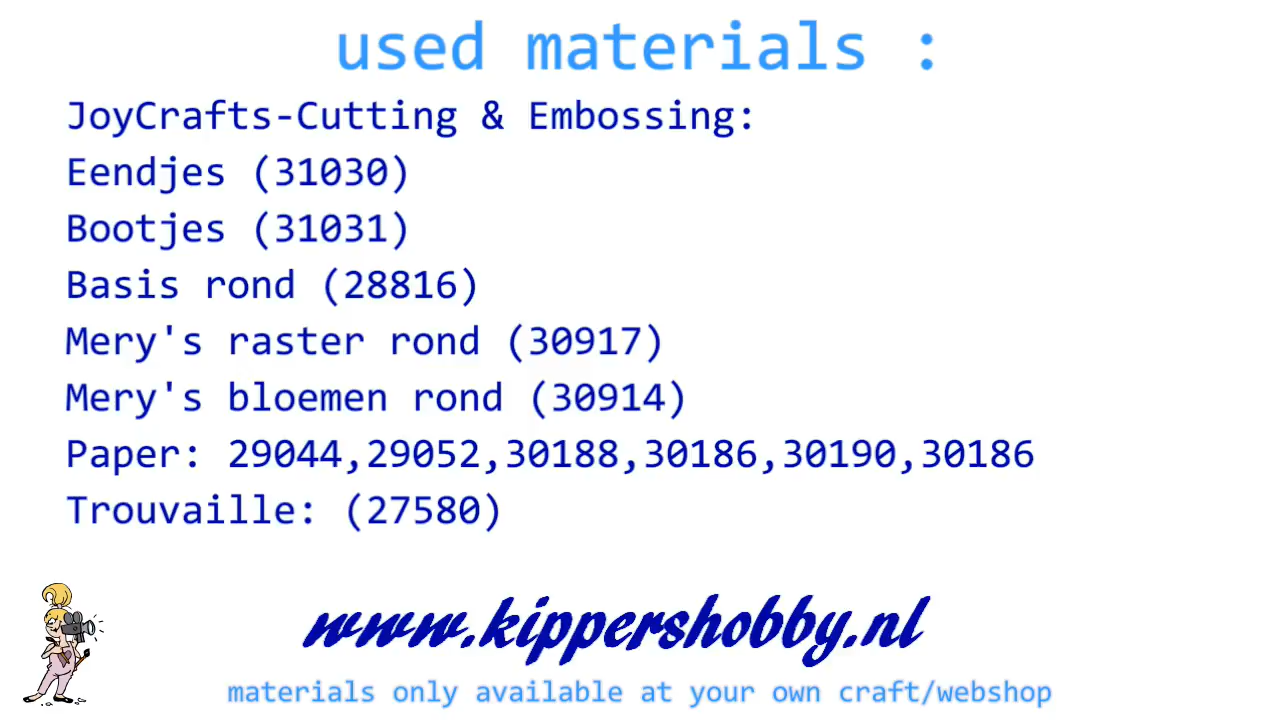 used materials :
JoyCrafts-Cutting & Embossing:
Eendjes (31030)
Bootjes (31031)
Basis rond (28816)
Mery's raster rond (30917)
Mery's bloemen rond (30914)
Paper: 29044,29052,30188,30186,30190,30186
Trouvaille: (27580)
www.kippershobby.nl
materials only available at your own craft/webshop